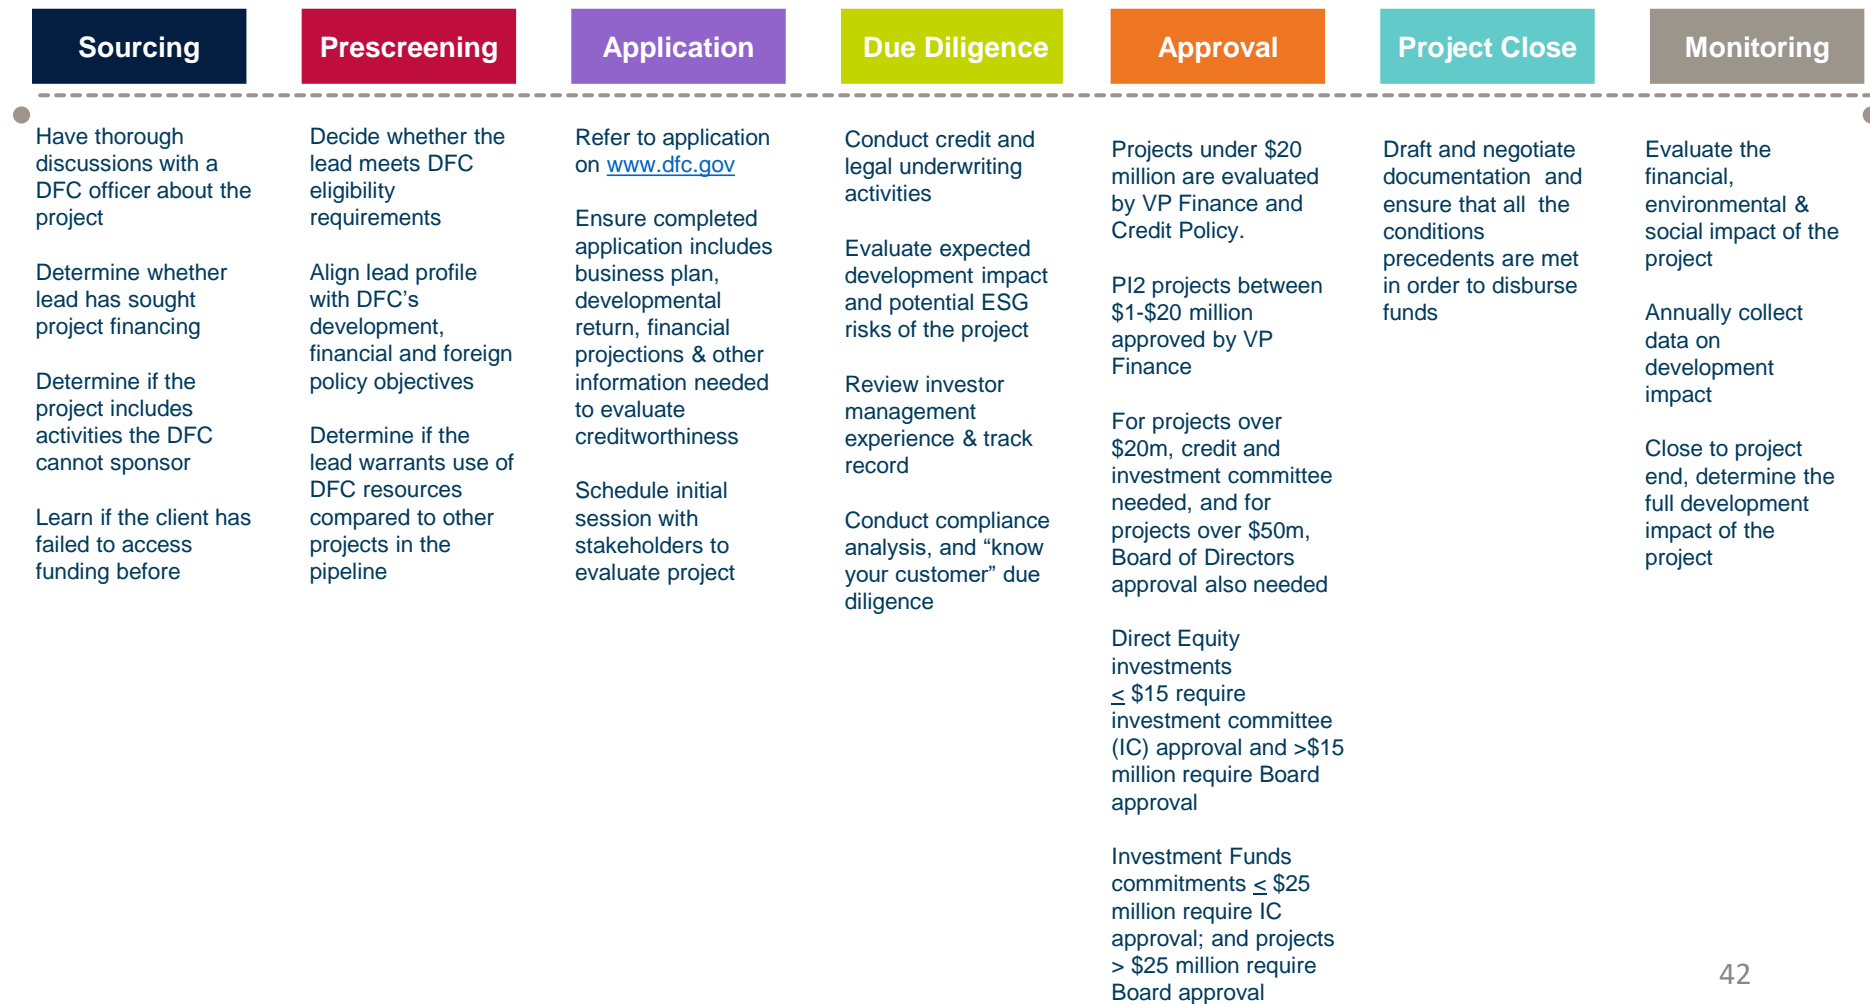 Sourcing
Prescreening
Application
Due Diligence
Approval
Project Close
Monitoring
Have thorough
discussions with a
DFC officer about the
project
Determine whether
lead has sought
project financing
Determine if the
project includes
activities the DFC
cannot sponsor
Learn if the client has
failed to access
funding before
Decide whether the
lead meets DFC
eligibility
requirements
Align lead profile
with DFC’s
development,
financial and foreign
policy objectives
Determine if the
lead warrants use of
DFC resources
compared to other
projects in the
pipeline
Refer to application
on www.dfc.gov
Ensure completed
application includes
business plan,
developmental
return, financial
projections & other
information needed
to evaluate
creditworthiness
Schedule initial
session with
stakeholders to
evaluate project
Conduct credit and
legal underwriting
activities
Evaluate expected
development impact
and potential ESG
risks of the project
Review investor
management
experience & track
record
Conduct compliance
analysis, and “know
your customer” due
diligence
Projects under $20
million are evaluated
by VP Finance and
Credit Policy.
PI2 projects between
$1-$20 million
approved by VP
Finance
For projects over
$20m, credit and
investment committee
needed, and for
projects over $50m,
Board of Directors
approval also needed
Direct Equity
investments
≤ $15 require
investment committee
(IC) approval and >$15
million require Board
approval
Investment Funds
commitments ≤ $25
million require IC
approval; and projects
> $25 million require
Board approval
Draft and negotiate
documentation and
ensure that all the
conditions
precedents are met
in order to disburse
funds
Evaluate the
financial,
environmental &
social impact of the
project
Annually collect
data on
development
impact
Close to project
end, determine the
full development
impact of the
project
42